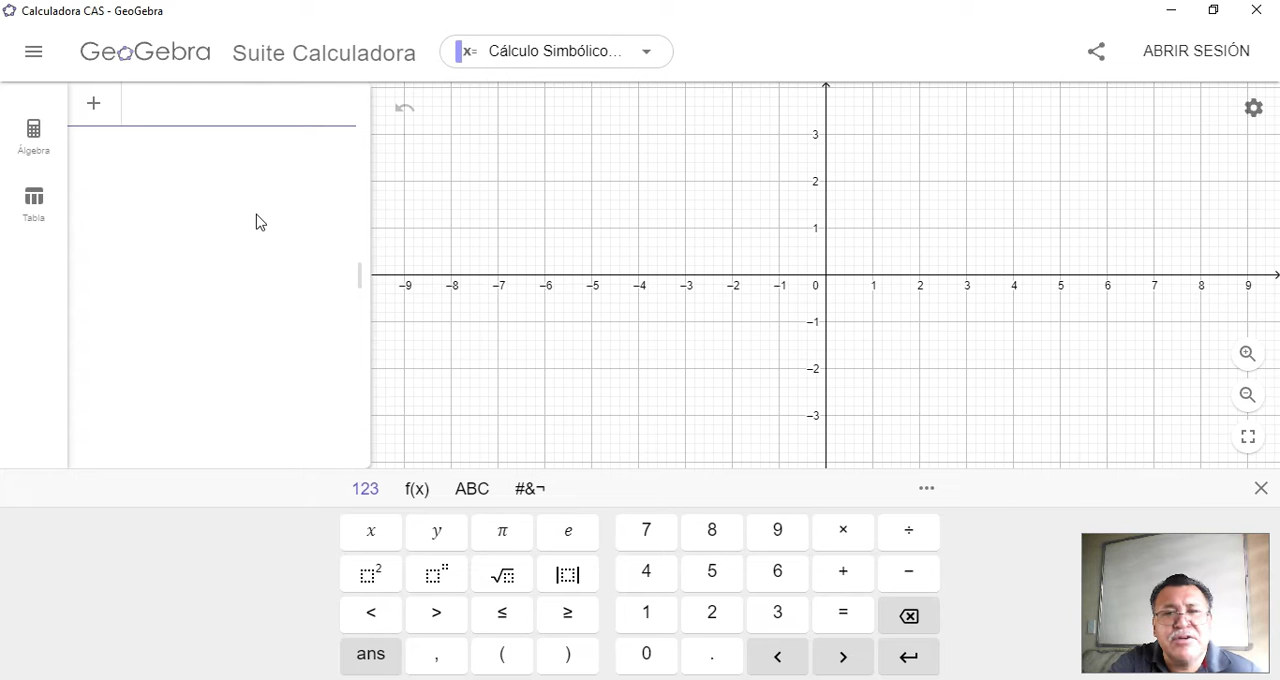 Calculadora CAS - GeoGebra
GeoGebra Suite Calculadora x= Cálculo Simbólico... ABRIR SESIÓN
+
Álgebra
Tabla
3
2
1
−9 −8 −7 −6 −5 −4 −3 −2 −1 0 1 2 3 4 5 6 7 8 9
−1
−2
−3
123 f(x) ABC #&¬ ...
x y π e 7 8 9 × ÷
2 √ | | 4 5 6 + −
< > ≤ ≥ 1 2 3 =
ans , ( ) 0 . < >